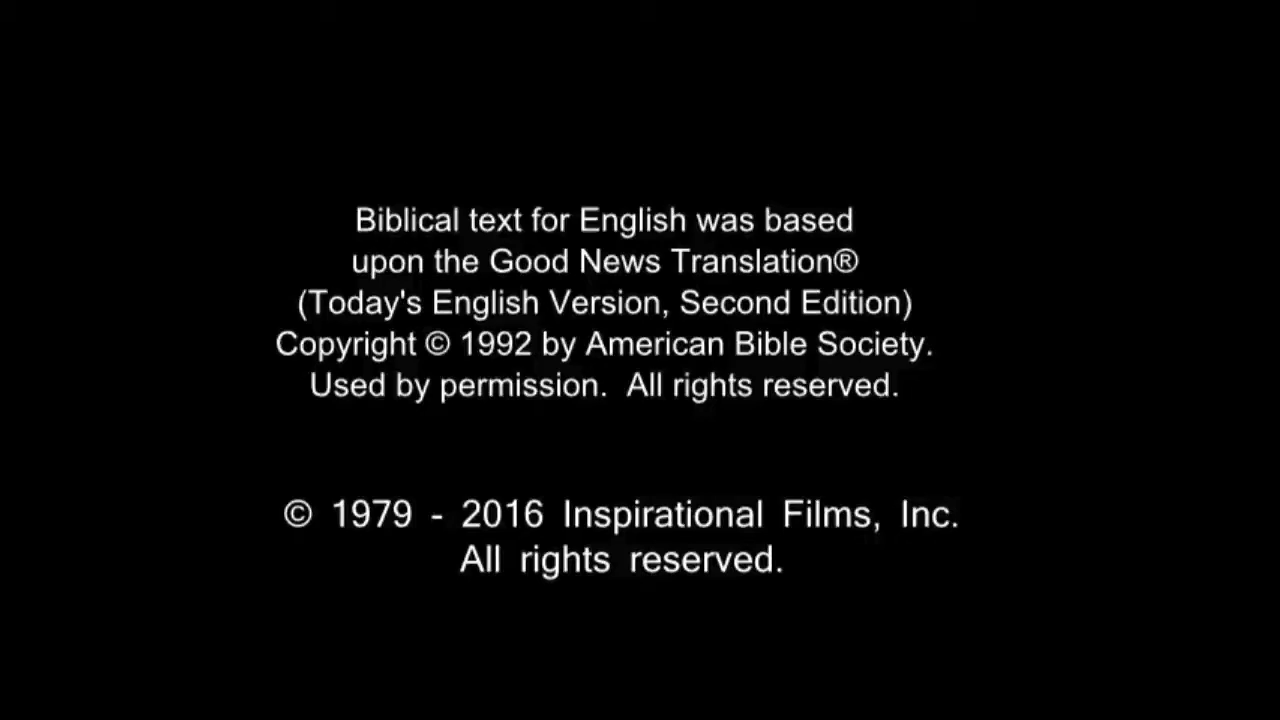 Biblical text for English was based
upon the Good News Translation®
(Today's English Version, Second Edition)
Copyright © 1992 by American Bible Society.
Used by permission.  All rights reserved.
© 1979 - 2016 Inspirational Films, Inc.
All rights reserved.